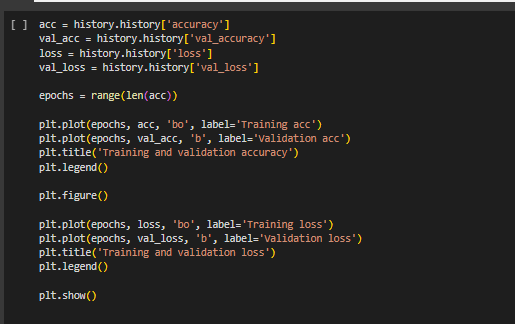 [ ] acc = history.history['accuracy']
val_acc = history.history['val_accuracy']
loss = history.history['loss']
val_loss = history.history['val_loss']
epochs = range(len(acc))
plt.plot(epochs, acc, 'bo', label='Training acc')
plt.plot(epochs, val_acc, 'b', label='Validation acc')
plt.title('Training and validation accuracy')
plt.legend()
plt.figure()
plt.plot(epochs, loss, 'bo', label='Training loss')
plt.plot(epochs, val_loss, 'b', label='Validation loss')
plt.title('Training and validation loss')
plt.legend()
plt.show()